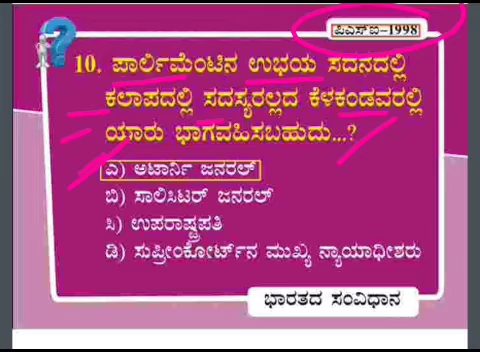 ಪಿಎಸ್ಐ-1998
10. ಪಾರ್ಲಿಮೆಂಟಿನ ಉಭಯ ಸದನದಲ್ಲಿ
ಕಲಾಪದಲ್ಲಿ ಸದಸ್ಯರಲ್ಲದ ಕೆಳಕಂಡವರಲ್ಲಿ
ಯಾರು ಭಾಗವಹಿಸಬಹುದು...?
ಎ) ಅಟಾರ್ನಿ ಜನರಲ್
ಬಿ) ಸಾಲಿಸಿಟರ್ ಜನರಲ್
ಸಿ) ಉಪರಾಷ್ಟ್ರಪತಿ
ಡಿ) ಸುಪ್ರೀಂಕೋರ್ಟ್‌ನ ಮುಖ್ಯ ನ್ಯಾಯಾಧೀಶರು
ಭಾರತದ ಸಂವಿಧಾನ